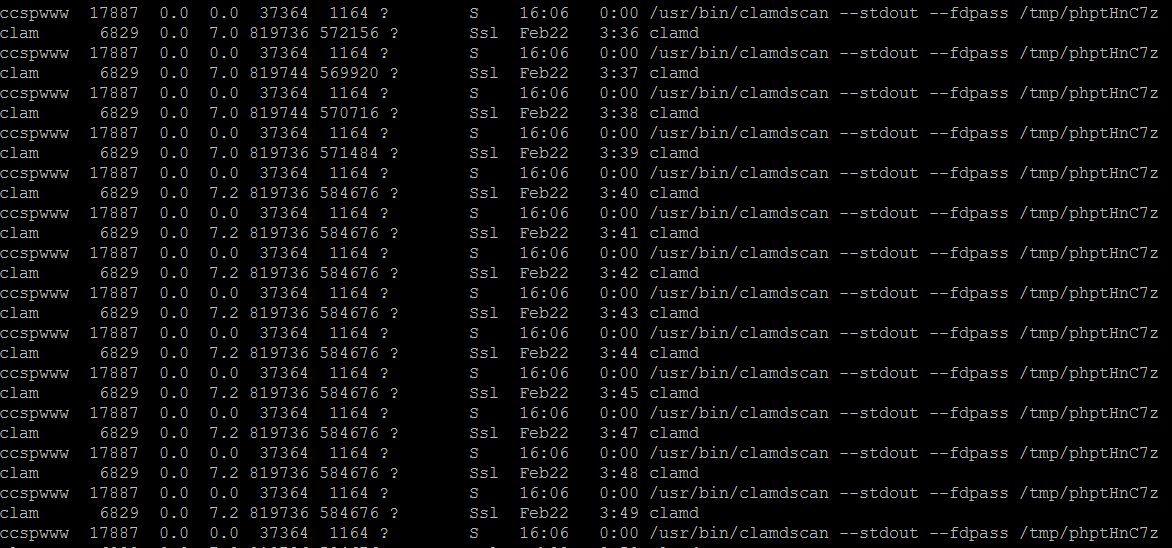 ccspwww  17887  0.0  0.0  37364  1164 ?        S    16:06   0:00 /usr/bin/clamdscan --stdout --fdpass /tmp/phptHnC7z
clam      6829  0.0  7.0 819736 572156 ?       Ssl  Feb22   3:36 clamd
ccspwww  17887  0.0  0.0  37364  1164 ?        S    16:06   0:00 /usr/bin/clamdscan --stdout --fdpass /tmp/phptHnC7z
clam      6829  0.0  7.0 819744 569920 ?       Ssl  Feb22   3:37 clamd
ccspwww  17887  0.0  0.0  37364  1164 ?        S    16:06   0:00 /usr/bin/clamdscan --stdout --fdpass /tmp/phptHnC7z
clam      6829  0.0  7.0 819744 570716 ?       Ssl  Feb22   3:38 clamd
ccspwww  17887  0.0  0.0  37364  1164 ?        S    16:06   0:00 /usr/bin/clamdscan --stdout --fdpass /tmp/phptHnC7z
clam      6829  0.0  7.0 819736 571484 ?       Ssl  Feb22   3:39 clamd
ccspwww  17887  0.0  0.0  37364  1164 ?        S    16:06   0:00 /usr/bin/clamdscan --stdout --fdpass /tmp/phptHnC7z
clam      6829  0.0  7.2 819736 584676 ?       Ssl  Feb22   3:40 clamd
ccspwww  17887  0.0  0.0  37364  1164 ?        S    16:06   0:00 /usr/bin/clamdscan --stdout --fdpass /tmp/phptHnC7z
clam      6829  0.0  7.2 819736 584676 ?       Ssl  Feb22   3:41 clamd
ccspwww  17887  0.0  0.0  37364  1164 ?        S    16:06   0:00 /usr/bin/clamdscan --stdout --fdpass /tmp/phptHnC7z
clam      6829  0.0  7.2 819736 584676 ?       Ssl  Feb22   3:42 clamd
ccspwww  17887  0.0  0.0  37364  1164 ?        S    16:06   0:00 /usr/bin/clamdscan --stdout --fdpass /tmp/phptHnC7z
clam      6829  0.0  7.2 819736 584676 ?       Ssl  Feb22   3:43 clamd
ccspwww  17887  0.0  0.0  37364  1164 ?        S    16:06   0:00 /usr/bin/clamdscan --stdout --fdpass /tmp/phptHnC7z
clam      6829  0.0  7.2 819736 584676 ?       Ssl  Feb22   3:44 clamd
ccspwww  17887  0.0  0.0  37364  1164 ?        S    16:06   0:00 /usr/bin/clamdscan --stdout --fdpass /tmp/phptHnC7z
clam      6829  0.0  7.2 819736 584676 ?       Ssl  Feb22   3:45 clamd
ccspwww  17887  0.0  0.0  37364  1164 ?        S    16:06   0:00 /usr/bin/clamdscan --stdout --fdpass /tmp/phptHnC7z
clam      6829  0.0  7.2 819736 584676 ?       Ssl  Feb22   3:47 clamd
ccspwww  17887  0.0  0.0  37364  1164 ?        S    16:06   0:00 /usr/bin/clamdscan --stdout --fdpass /tmp/phptHnC7z
clam      6829  0.0  7.2 819736 584676 ?       Ssl  Feb22   3:48 clamd
ccspwww  17887  0.0  0.0  37364  1164 ?        S    16:06   0:00 /usr/bin/clamdscan --stdout --fdpass /tmp/phptHnC7z
clam      6829  0.0  7.2 819736 584676 ?       Ssl  Feb22   3:49 clamd
ccspwww  17887  0.0  0.0  37364  1164 ?        S    16:06   0:00 /usr/bin/clamdscan --stdout --fdpass /tmp/phptHnC7z